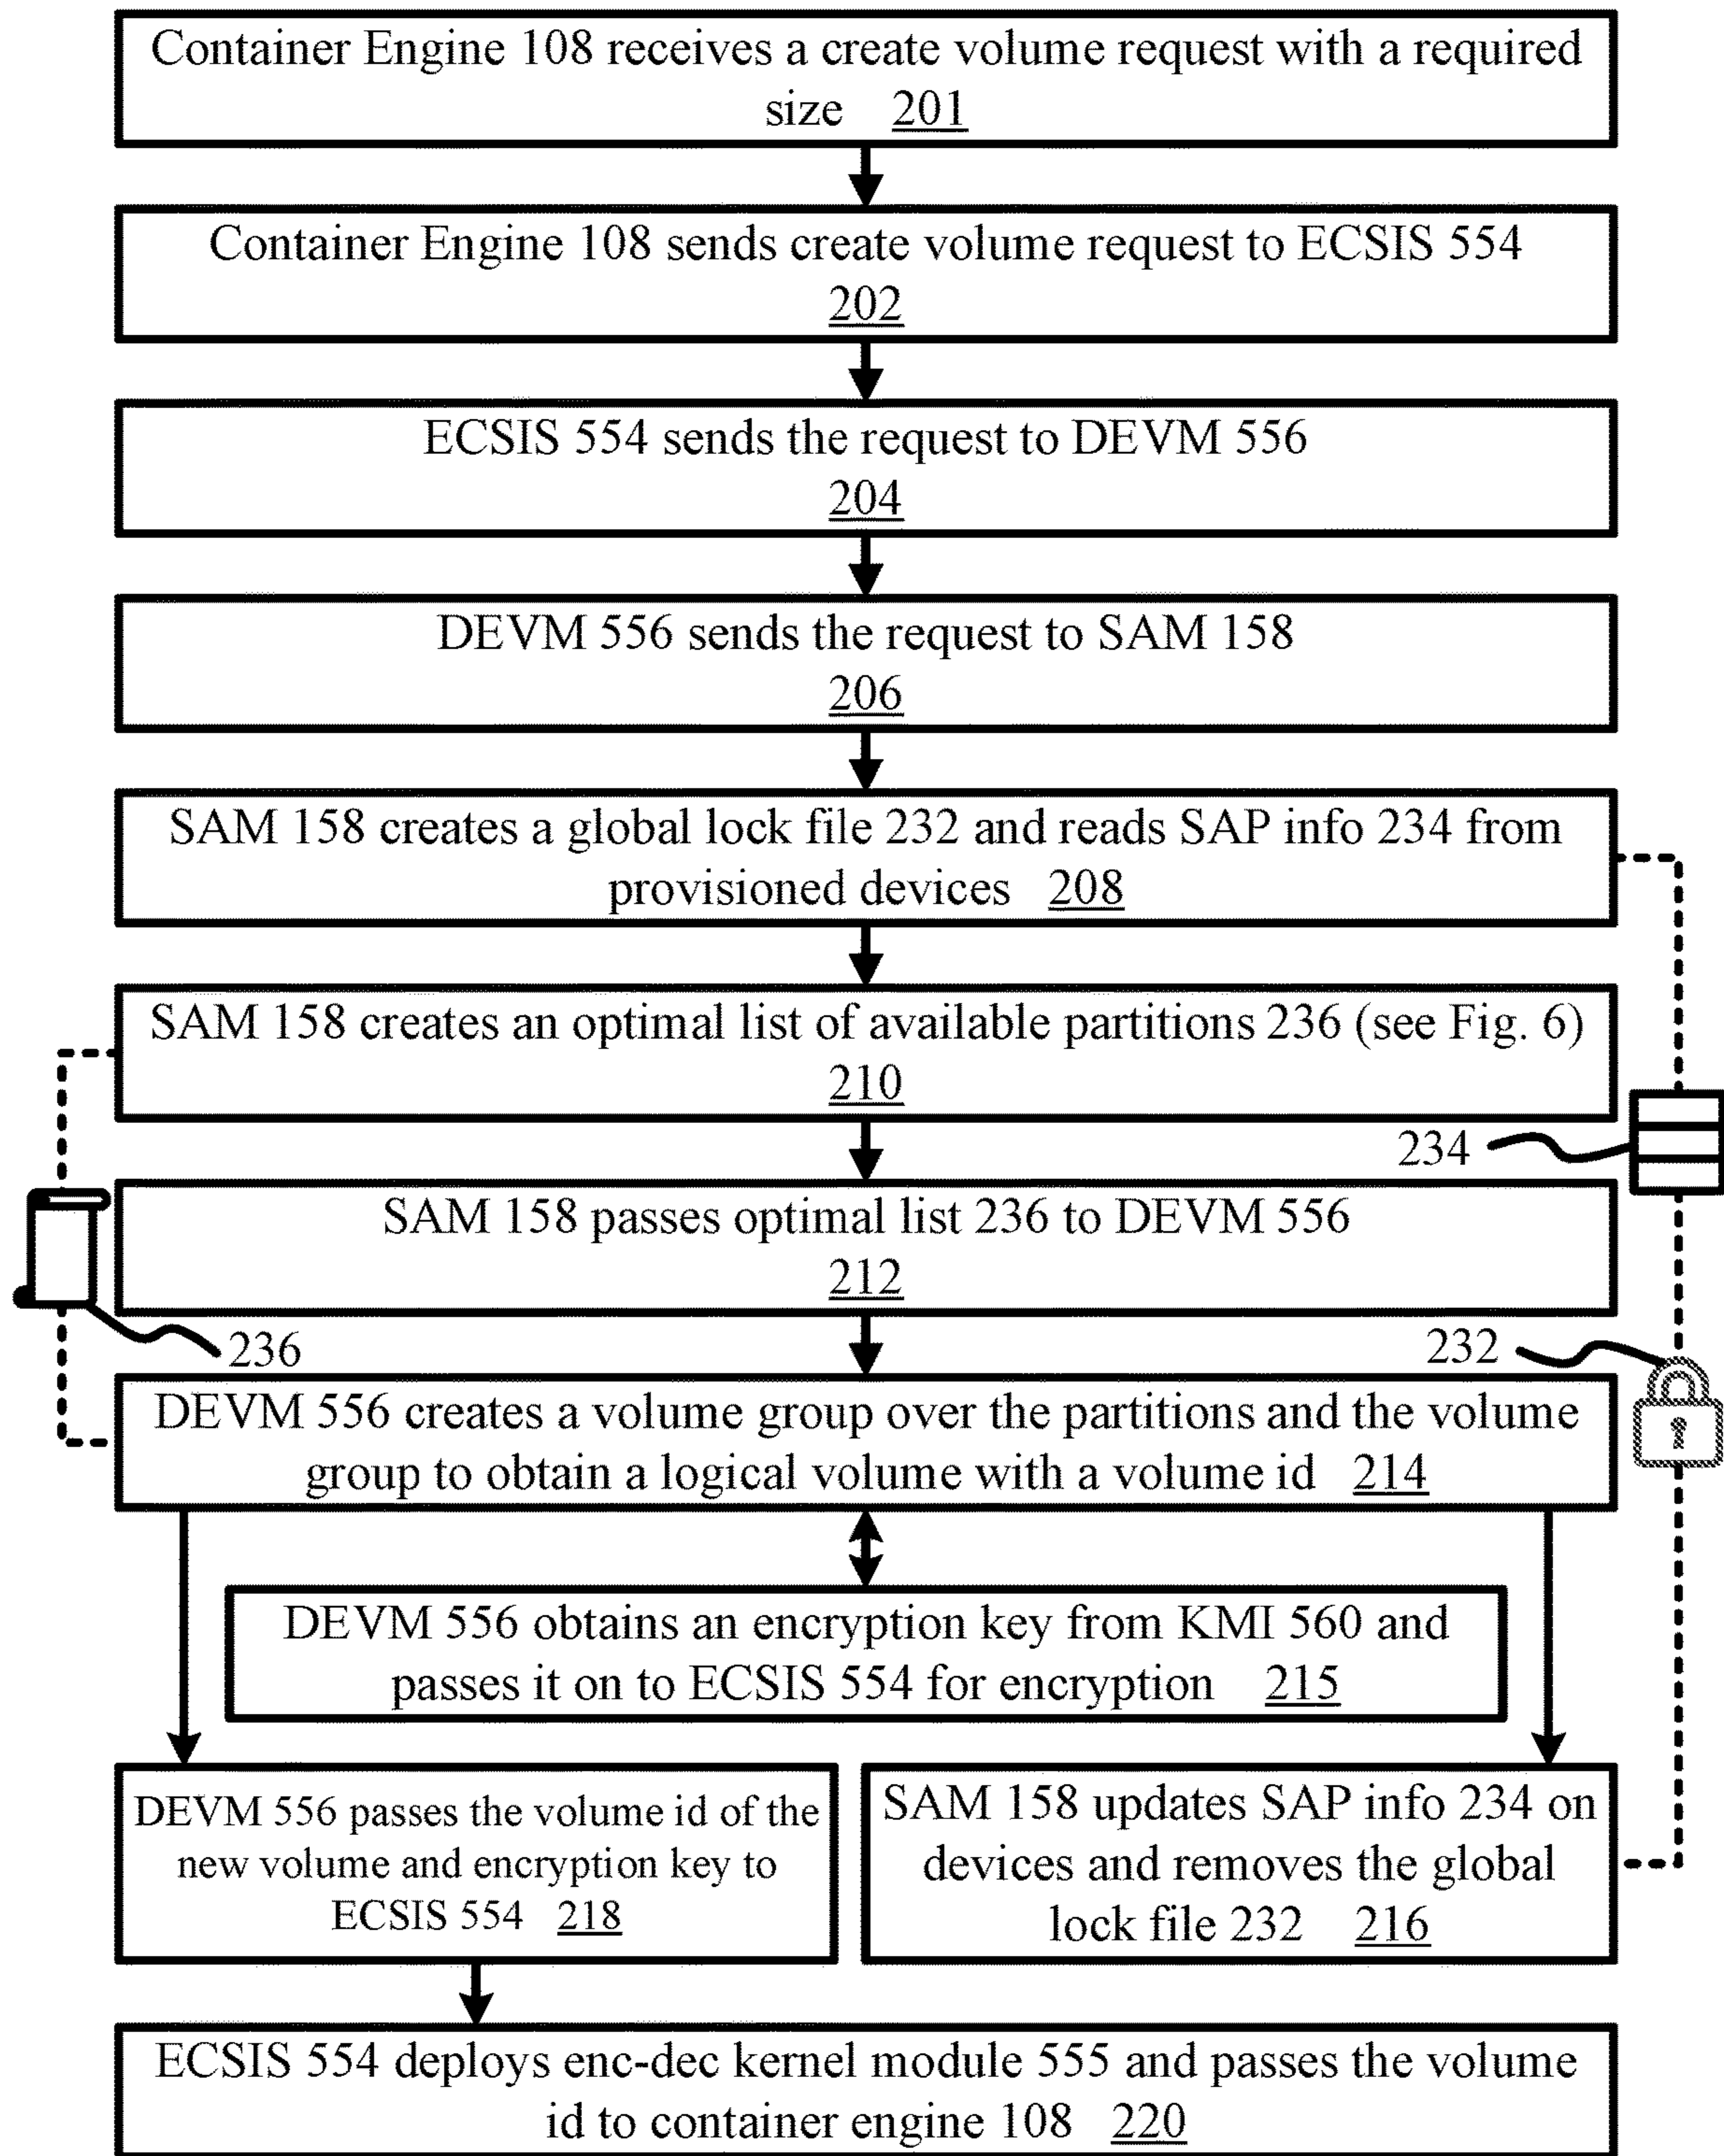 Container Engine 108 receives a create volume request with a required
size 201
Container Engine 108 sends create volume request to ECSIS 554
202
ECSIS 554 sends the request to DEVM 556
204
DEVM 556 sends the request to SAM 158
206
SAM 158 creates a global lock file 232 and reads SAP info 234 from
provisioned devices 208
SAM 158 creates an optimal list of available partitions 236 (see Fig. 6)
210
234
SAM 158 passes optimal list 236 to DEVM 556
212
236
232
DEVM 556 creates a volume group over the partitions and the volume
group to obtain a logical volume with a volume id 214
DEVM 556 obtains an encryption key from KMI 560 and
passes it on to ECSIS 554 for encryption 215
DEVM 556 passes the volume id of the
new volume and encryption key to
ECSIS 554 218
SAM 158 updates SAP info 234 on
devices and removes the global
lock file 232 216
ECSIS 554 deploys enc-dec kernel module 555 and passes the volume
id to container engine 108 220